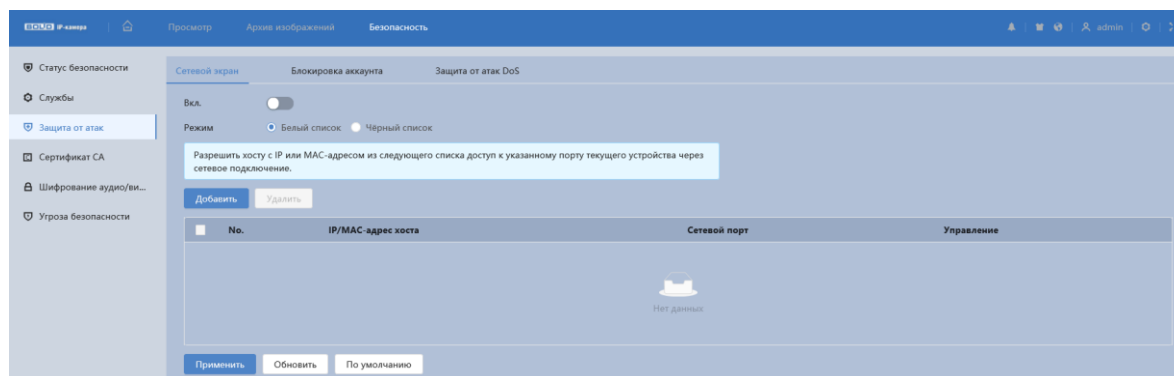 BOLID IP-камера Просмотр Архив изображений Безопасность admin
Статус безопасности
Службы
Защита от атак
Сертификат CA
Шифрование аудио/ви...
Угроза безопасности
Сетевой экран Блокировка аккаунта Защита от атак DoS
Вкл.
Режим Белый список Чёрный список
Разрешить хосту с IP или MAC-адресом из следующего списка доступ к указанному порту текущего устройства через
сетевое подключение.
Добавить Удалить
No. IP/MAC-адрес хоста Сетевой порт Управление
Нет данных
Применить Обновить По умолчанию